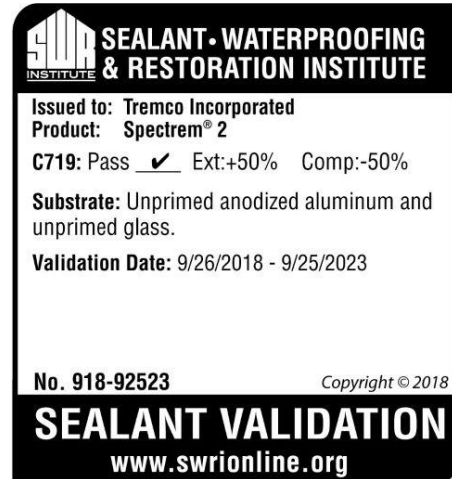 SWR
INSTITUTE
SEALANT • WATERPROOFING
& RESTORATION INSTITUTE
Issued to: Tremco Incorporated
Product: Spectrem® 2
C719: Pass ✔ Ext:+50% Comp:-50%
Substrate: Unprimed anodized aluminum and
unprimed glass.
Validation Date: 9/26/2018 - 9/25/2023
No. 918-92523 Copyright © 2018
SEALANT VALIDATION
www.swrionline.org